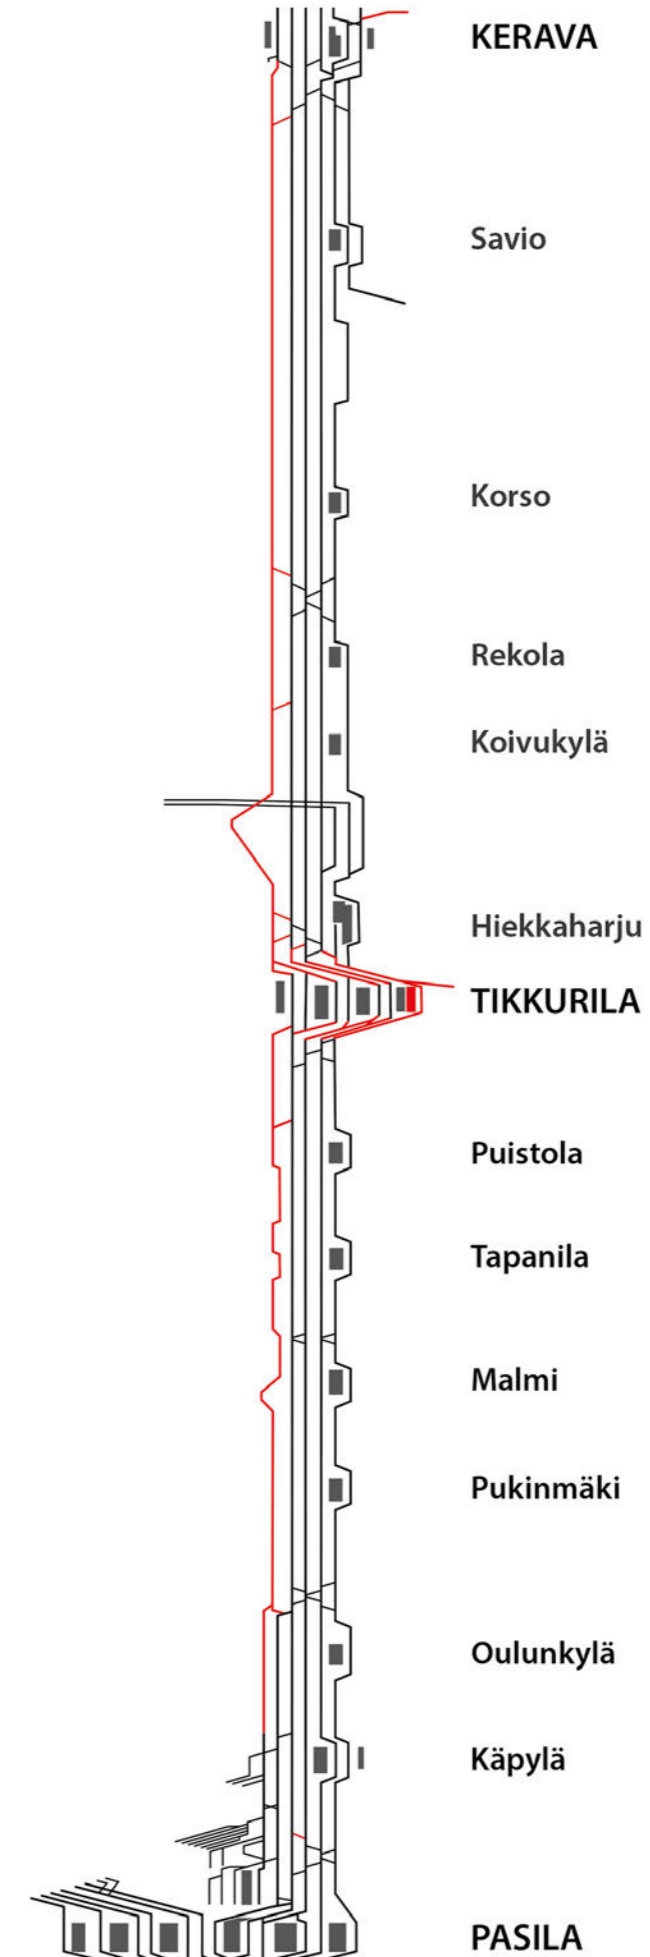 KERAVA
Savio
Korso
Rekola
Koivukylä
Hiekkaharju
TIKKURILA
Puistola
Tapanila
Malmi
Pukinmäki
Oulunkylä
Käpylä
PASILA